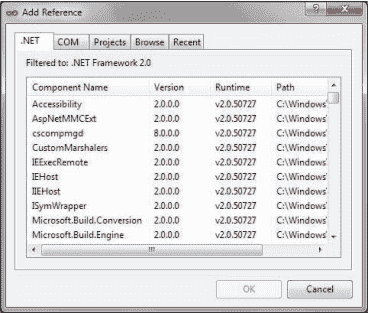 Add Reference
.NET COM Projects Browse Recent
Filtered to: .NET Framework 2.0
Component Name Version Runtime Path
Accessibility 2.0.0.0 v2.0.50727 C:\Windows\
AspNetMMCExt 2.0.0.0 v2.0.50727 C:\Windows\
cscompmgd 8.0.0.0 v2.0.50727 C:\Windows\
CustomMarshalers 2.0.0.0 v2.0.50727 C:\Windows\
IEExecRemote 2.0.0.0 v2.0.50727 C:\Windows\
IEHost 2.0.0.0 v2.0.50727 C:\Windows\
IIEHost 2.0.0.0 v2.0.50727 C:\Windows\
ISymWrapper 2.0.0.0 v2.0.50727 C:\Windows\
Microsoft.Build.Conversion 2.0.0.0 v2.0.50727 C:\Windows\
Microsoft.Build.Engine 2.0.0.0 v2.0.50727 C:\Windows\
OK Cancel